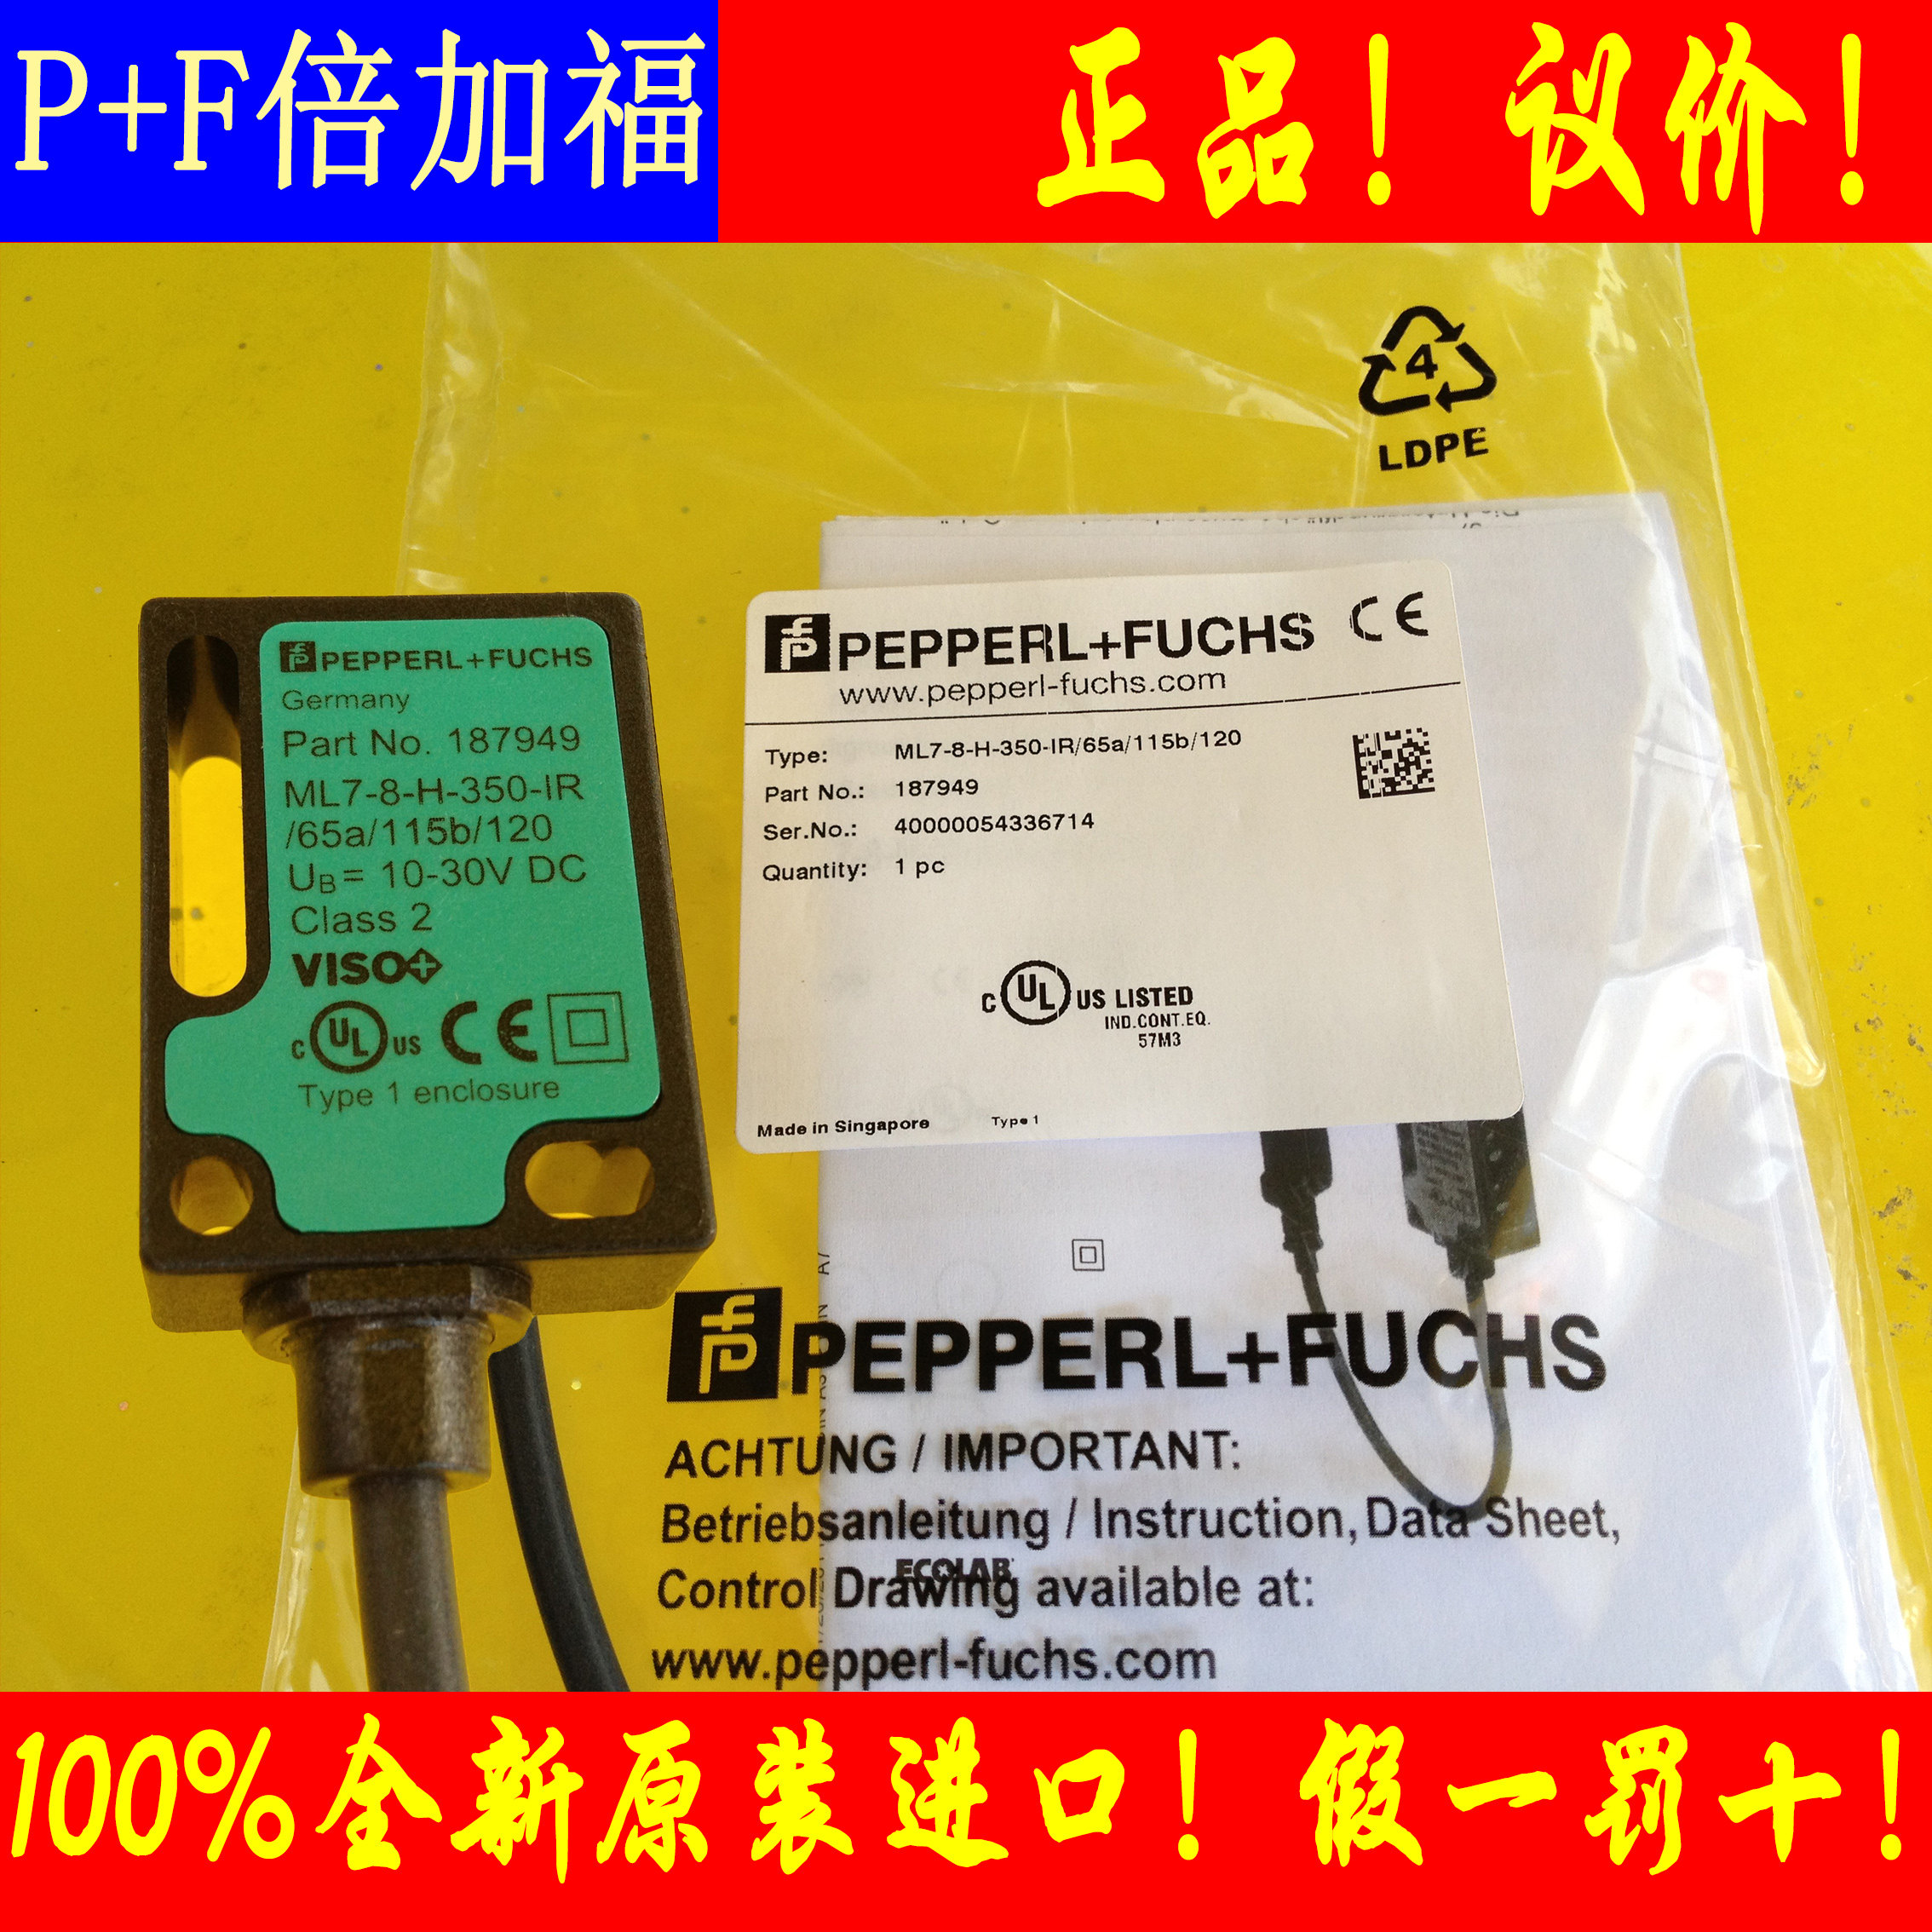 P+F倍加福
正品！议价！
4
LDPE
PEPPERL+FUCHS
Germany
Part No. 187949
ML7-8-H-350-IR
/65a/115b/120
UB= 10-30V DC
Class 2
VISO+
c UL US CE
Type 1 enclosure
PEPPERL+FUCHS CE
www.pepperl-fuchs.com
Type: ML7-8-H-350-IR/65a/115b/120
Part No.: 187949
Ser.No.: 40000054336714
Quantity: 1 pc
c UL US LISTED
IND.CONT.EQ.
57M3
Made in Singapore Type 1
PEPPERL+FUCHS
ACHTUNG / IMPORTANT:
Betriebsanleitung / Instruction, Data Sheet,
ECOLAB
Control Drawing available at:
www.pepperl-fuchs.com
100%全新原装进口！假一罚十！